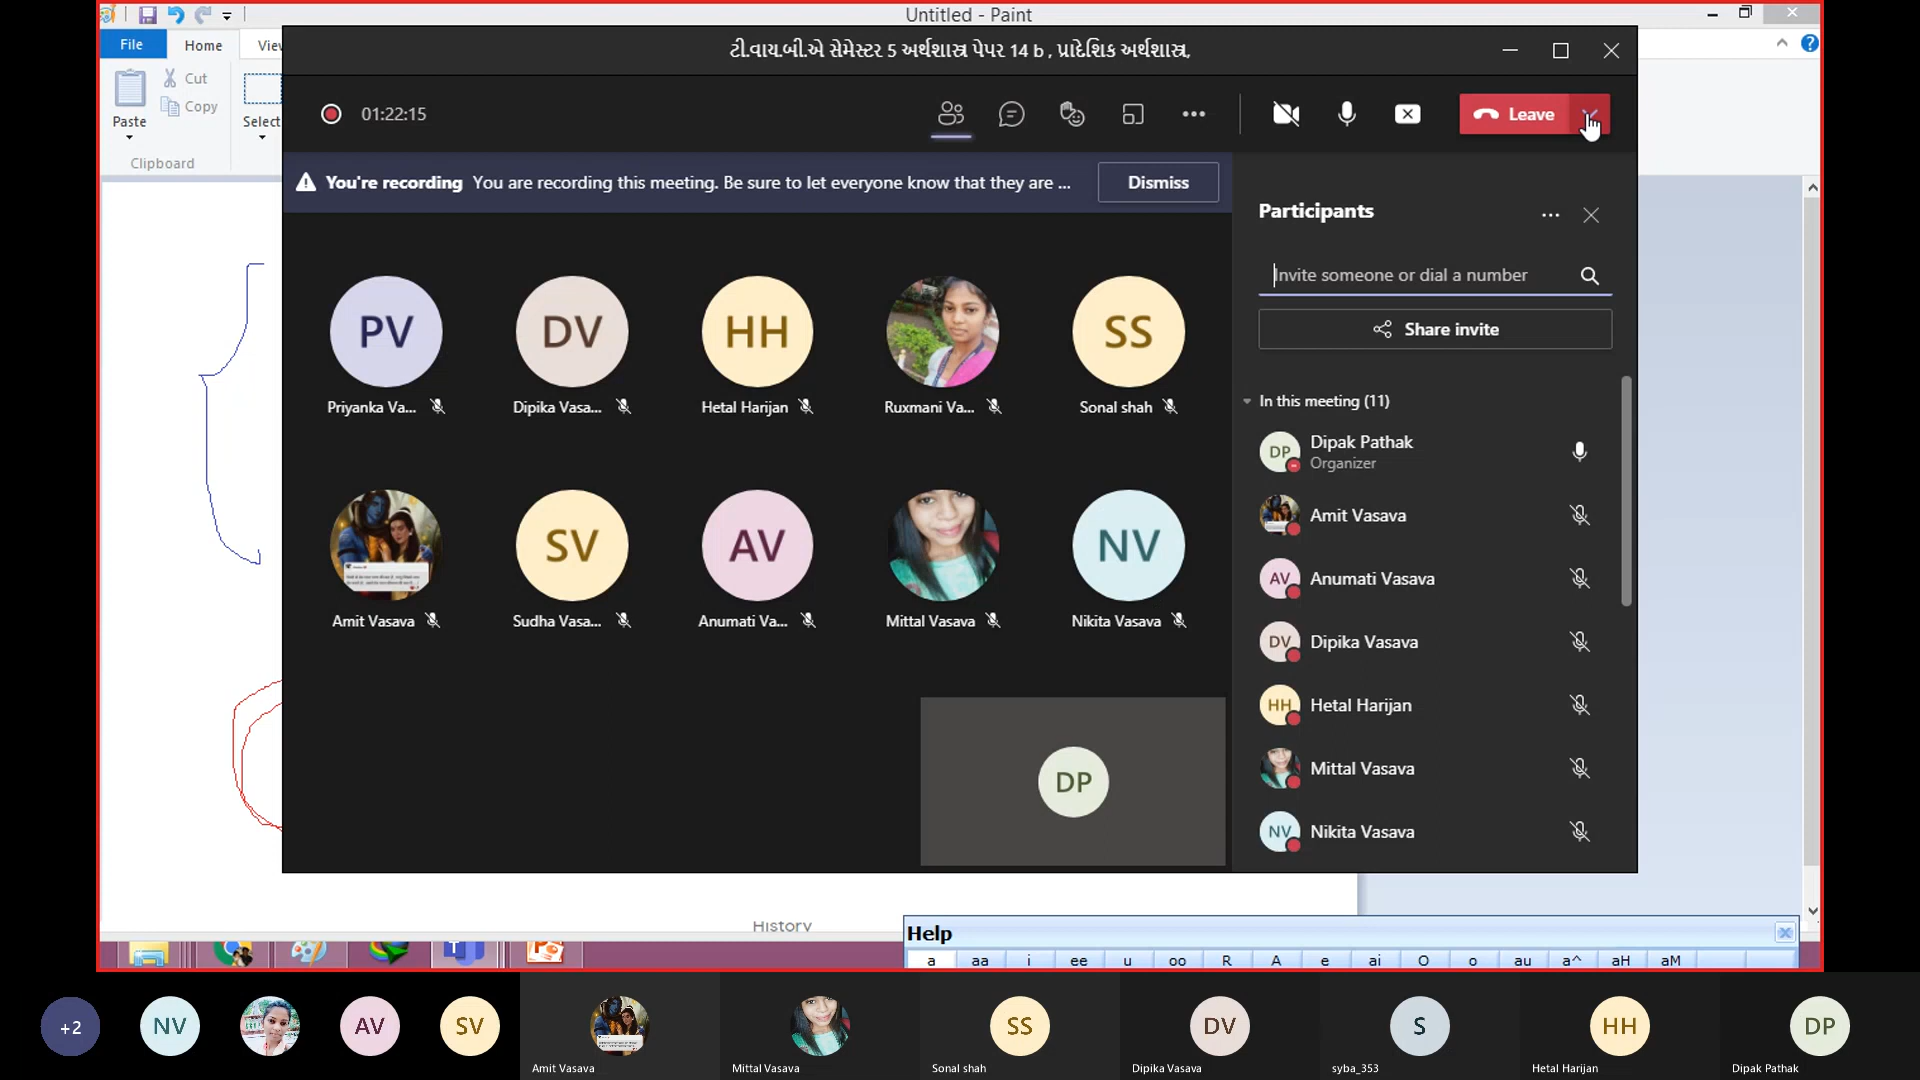 Untitled - Paint
File
Home
Vie
Cut
Copy
Paste
Select
Clipboard
ટી.વાય.બી.એ સેમેસ્ટર 5 અર્થશાસ્ત્ર પેપર 14 b , પ્રાદેશિક અર્થશાસ્ત્ર,
01:22:15
Leave
You're recording You are recording this meeting. Be sure to let everyone know that they are ...
Dismiss
Participants
Invite someone or dial a number
Share invite
In this meeting (11)
PV
DV
HH
SS
Priyanka Va...
Dipika Vasa...
Hetal Harijan
Ruxmani Va...
Sonal shah
SV
AV
NV
Amit Vasava
Sudha Vasa...
Anumati Va...
Mittal Vasava
Nikita Vasava
DP
DP
Dipak Pathak
Organizer
Amit Vasava
AV
Anumati Vasava
DV
Dipika Vasava
HH
Hetal Harijan
Mittal Vasava
NV
Nikita Vasava
History
Help
a aa i ee u oo R A e ai O o au a^ aH aM
+2
NV
AV
SV
SS
DV
S
HH
DP
Amit Vasava
Mittal Vasava
Sonal shah
Dipika Vasava
syba_353
Hetal Harijan
Dipak Pathak